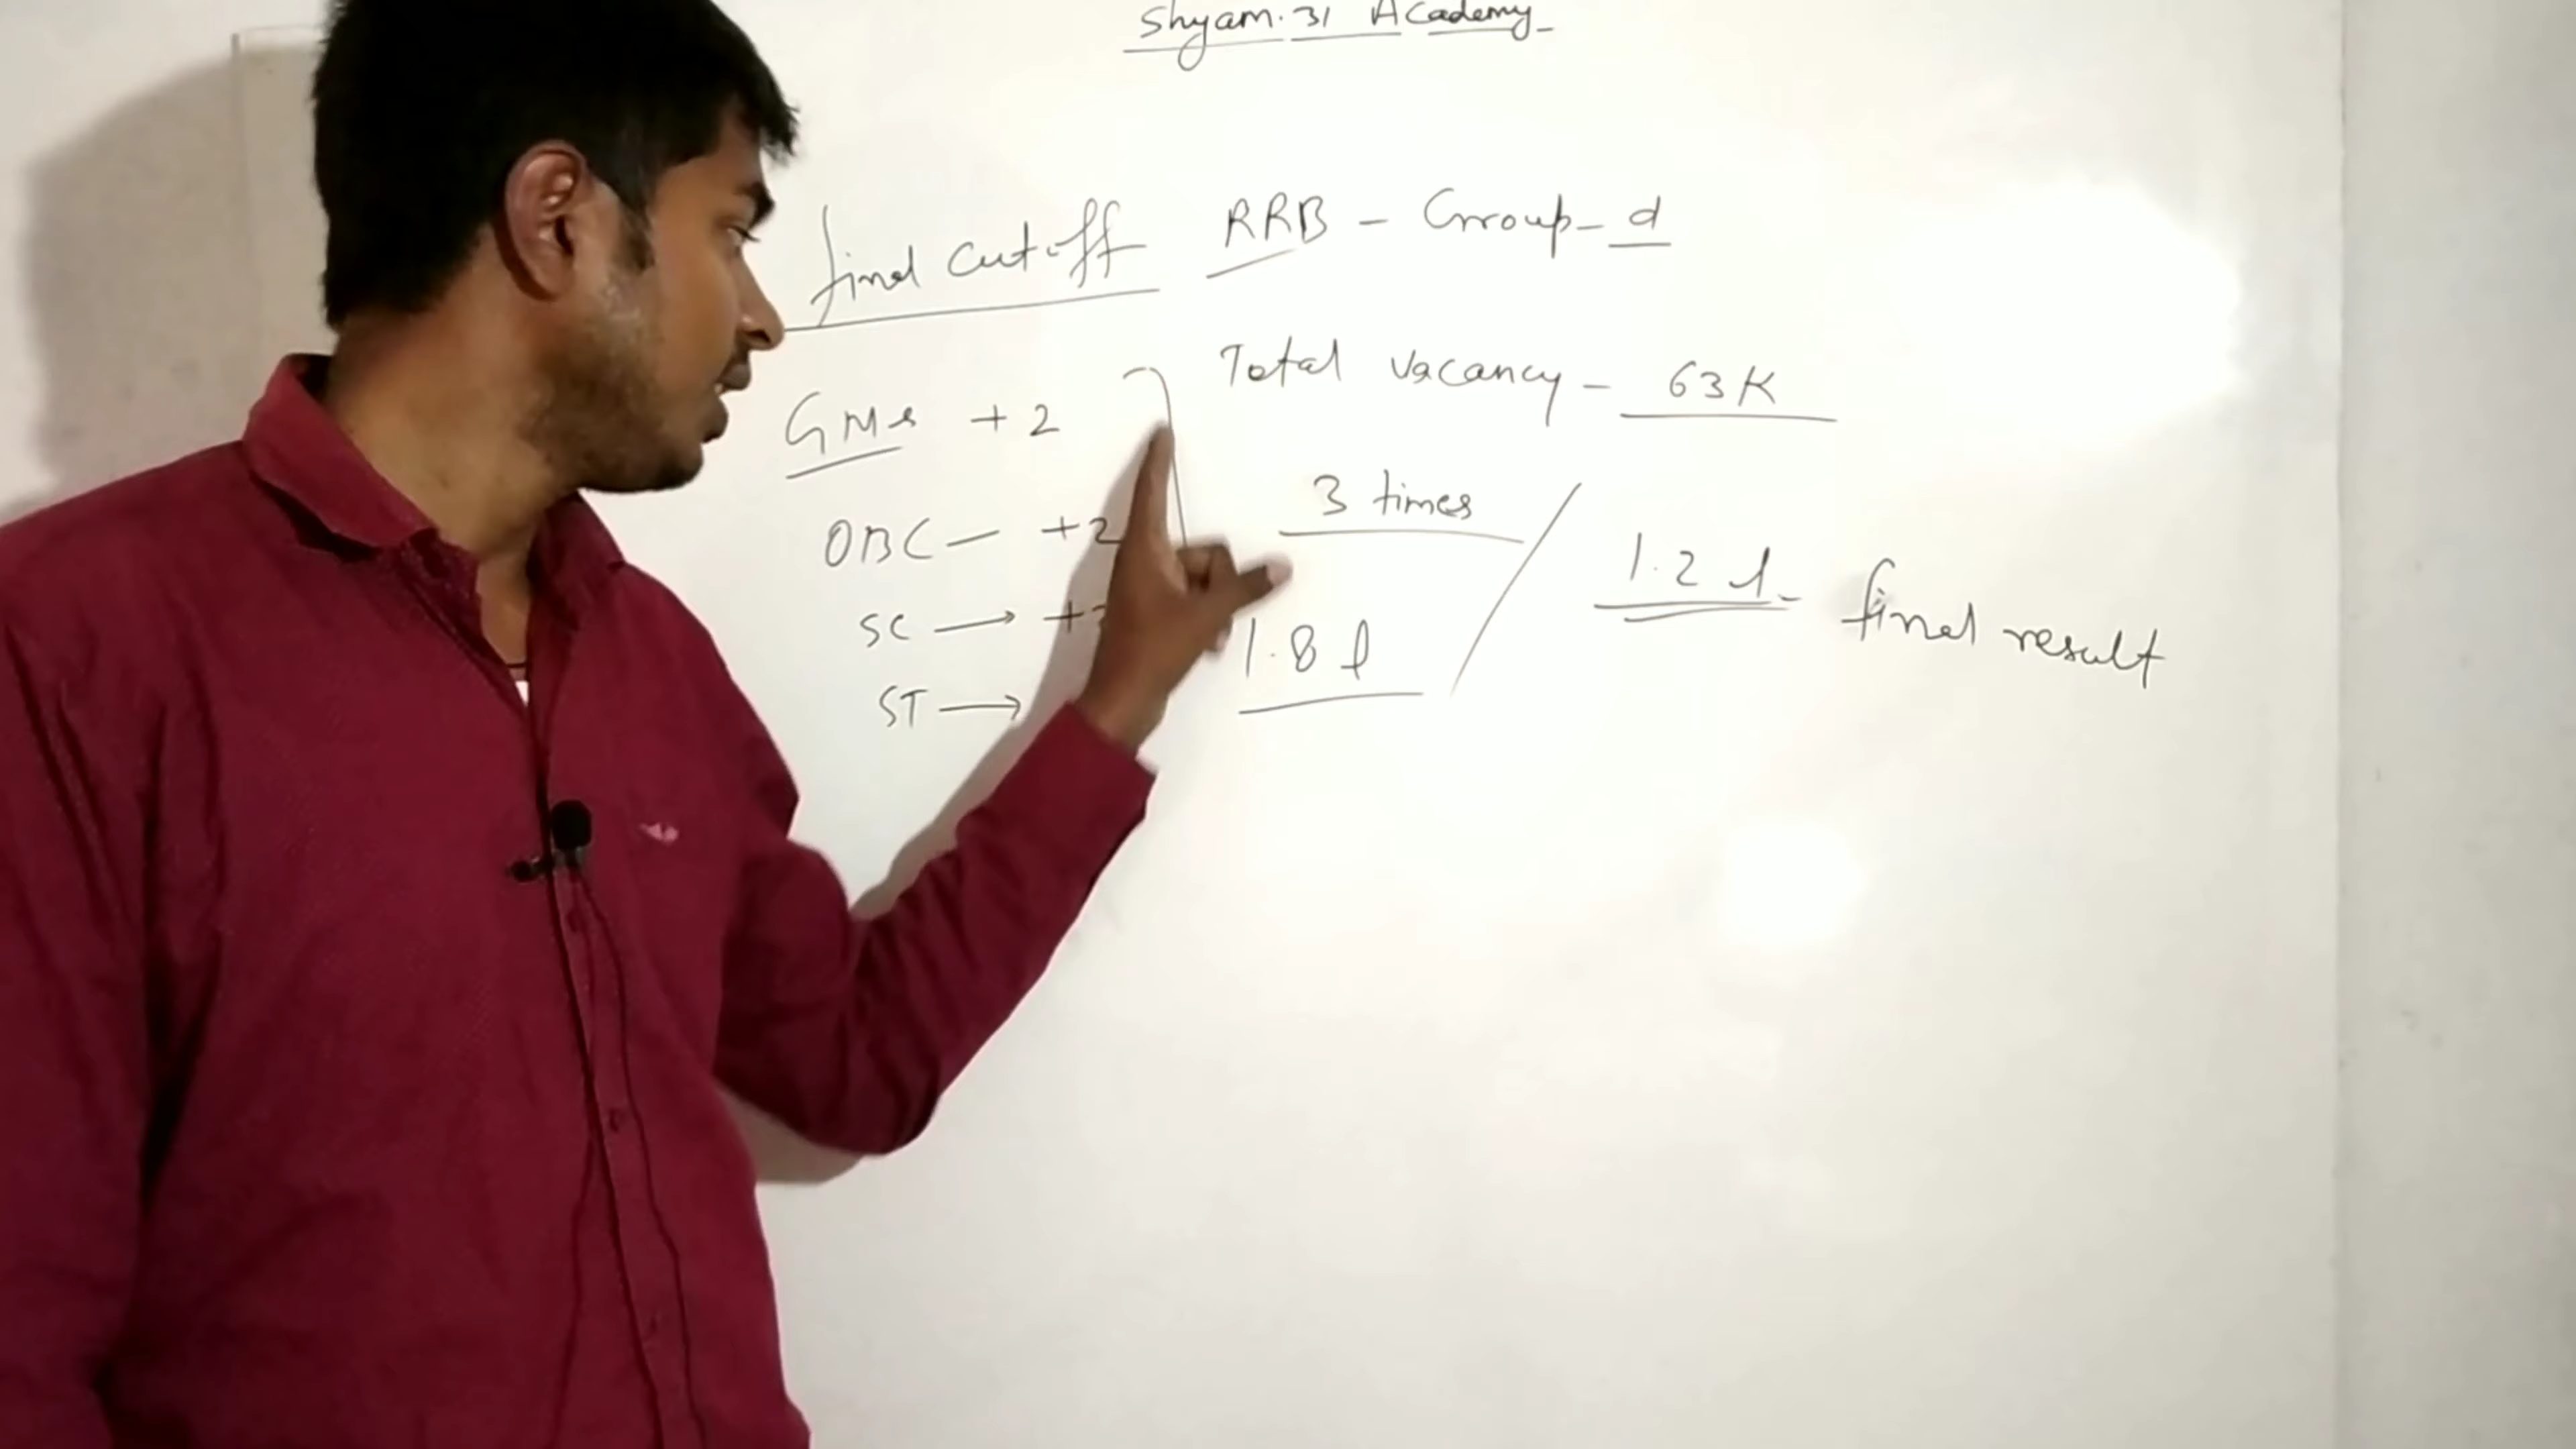 Shyam.31 Academy
final cut-off RRB - Group-d
Total vacancy - 63K
+2
OBC - +2
SC → +
ST →
3 times
1.8 l
1.2 l - final result